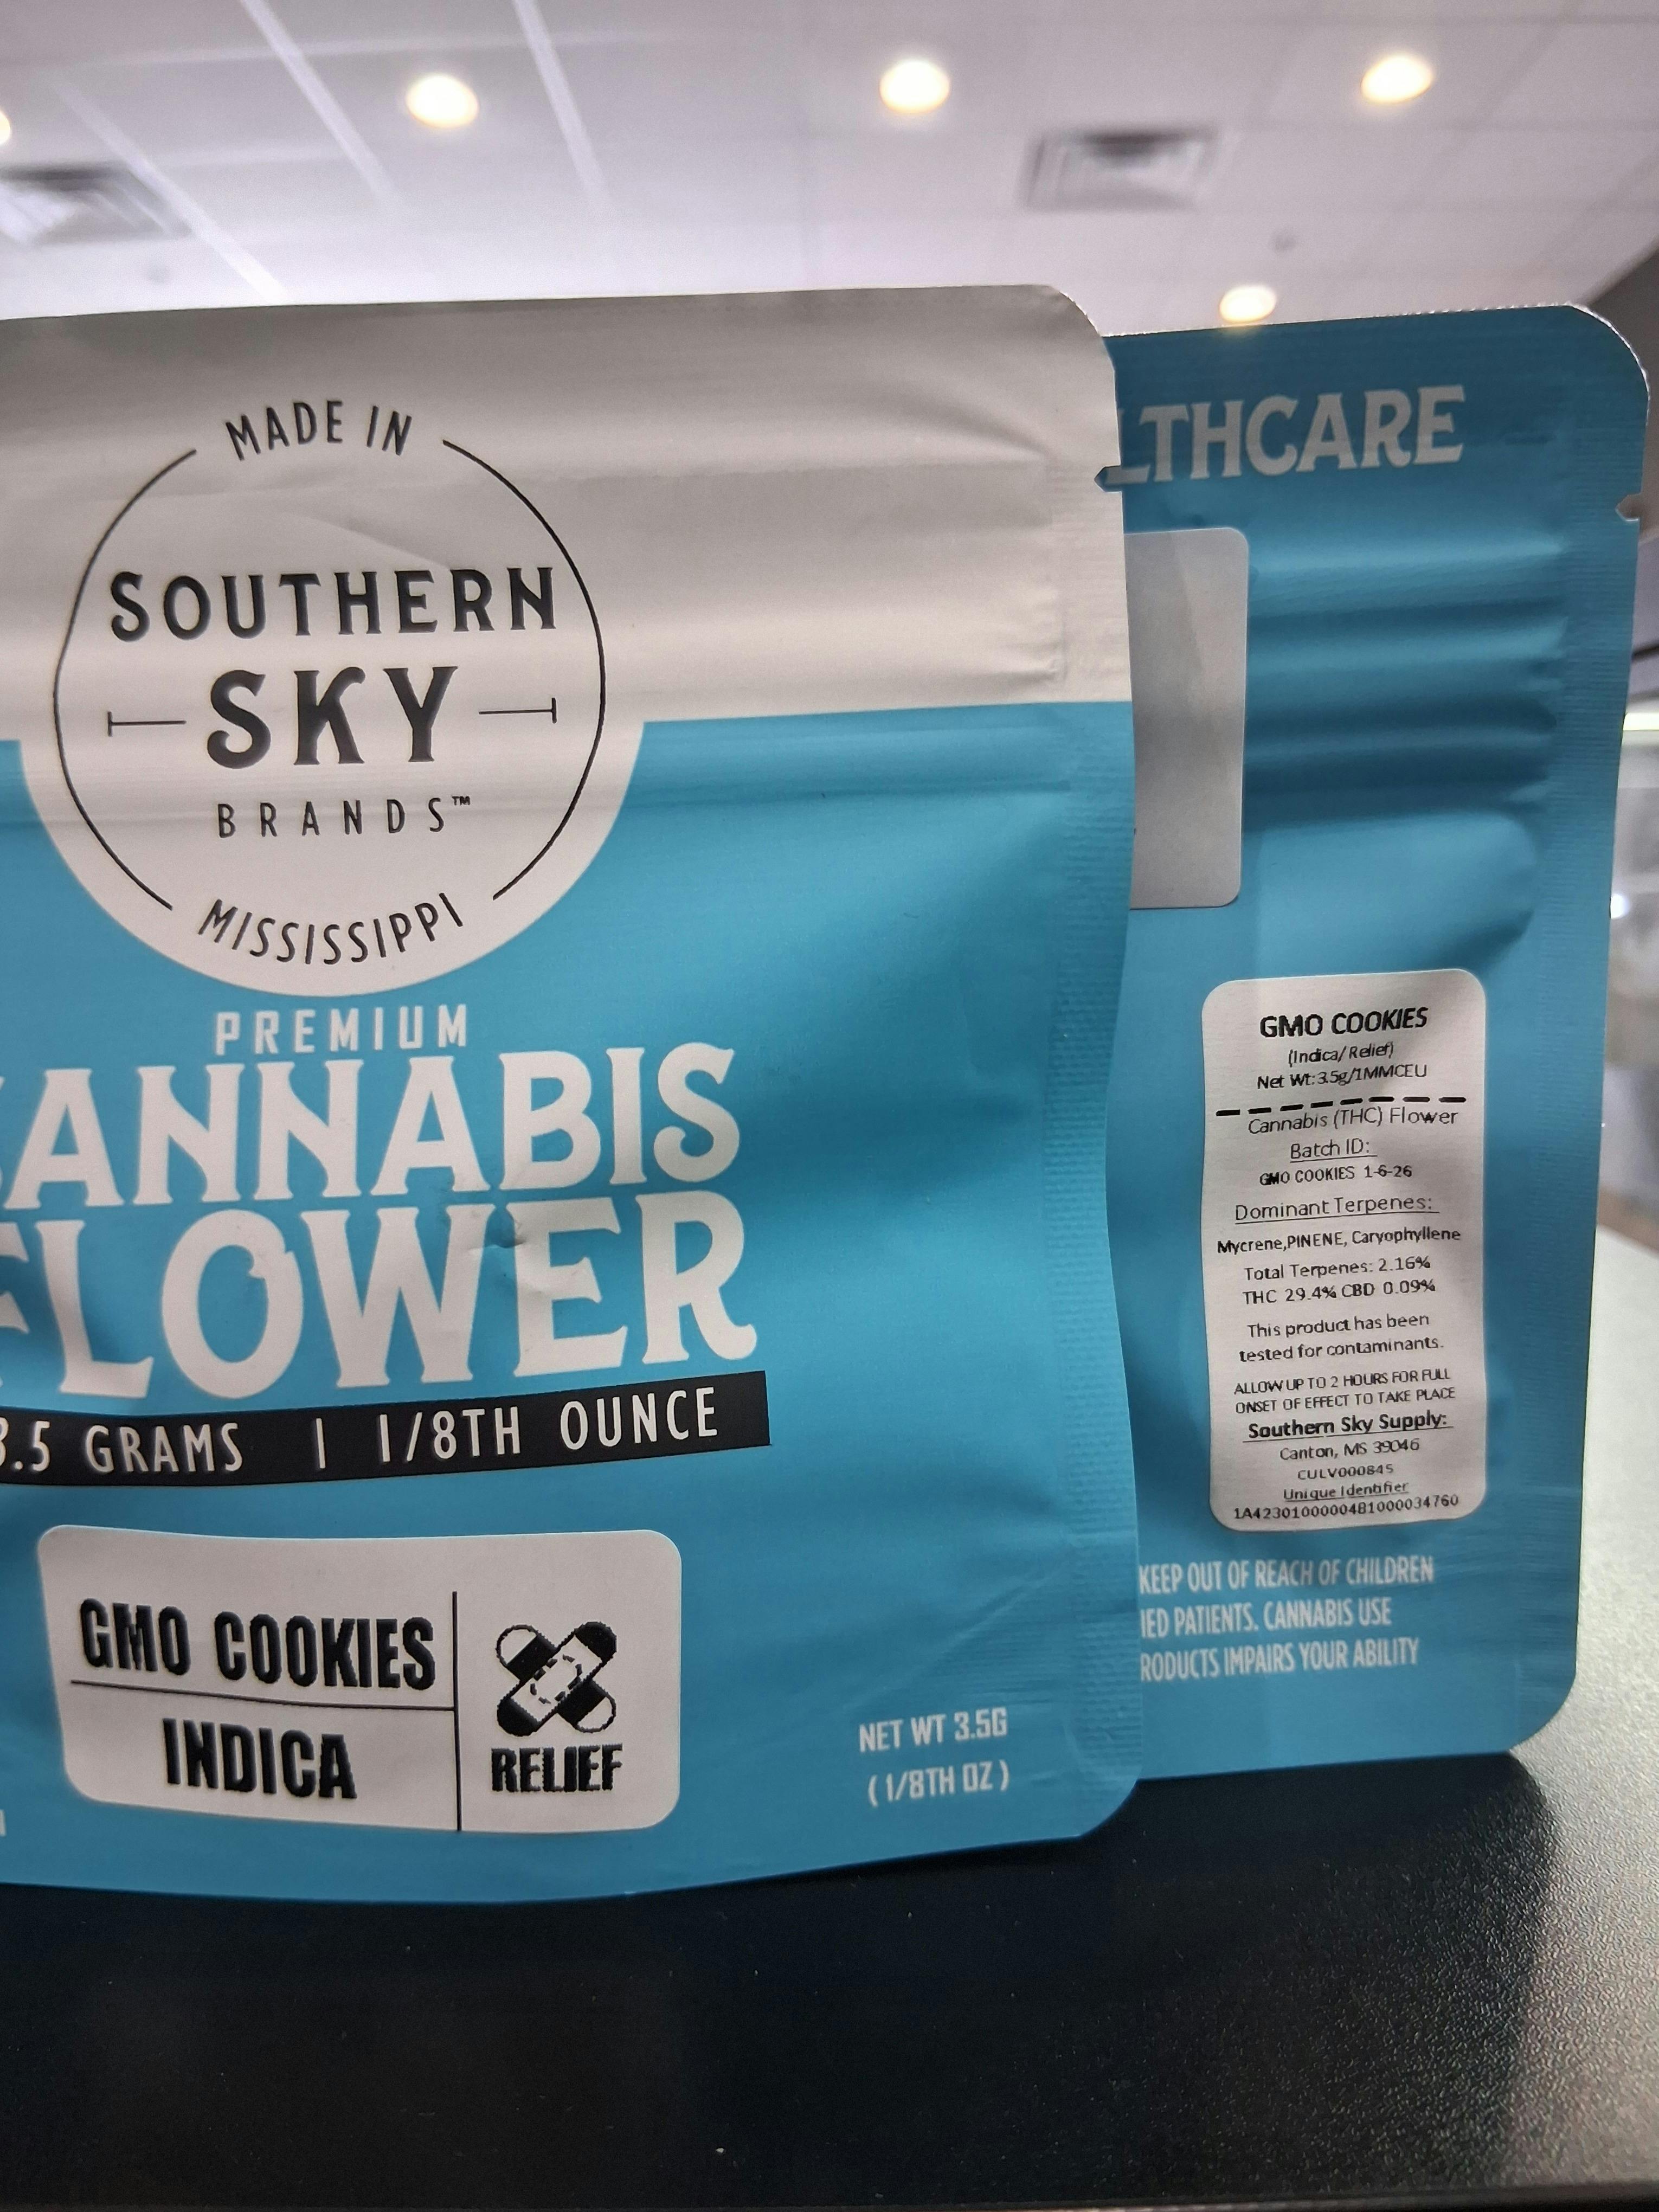 MADE IN
SOUTHERN
SKY
BRANDS™
MISSISSIPPI
PREMIUM
CANNABIS
FLOWER
3.5 GRAMS | 1/8TH OUNCE
GMO COOKIES
INDICA
RELIEF
NET WT 3.5G
(1/8TH OZ)
LTHCARE
GMO COOKIES
(Indica/ Relief)
Net Wt:3.5g/1MMCEU
Cannabis (THC) Flower
Batch ID:
GMO COOKIES 1-6-26
Dominant Terpenes:
Mycrene,PINENE, Caryophyllene
Total Terpenes: 2.16%
THC 29.4% CBD 0.09%
This product has been
tested for contaminants.
ALLOW UP TO 2 HOURS FOR FULL
ONSET OF EFFECT TO TAKE PLACE
Southern Sky Supply:
Canton, MS 39046
CULV000845
Unique Identifier
1A4230100000481000034760
KEEP OUT OF REACH OF CHILDREN
IED PATIENTS. CANNABIS USE
RODUCTS IMPAIRS YOUR ABILITY